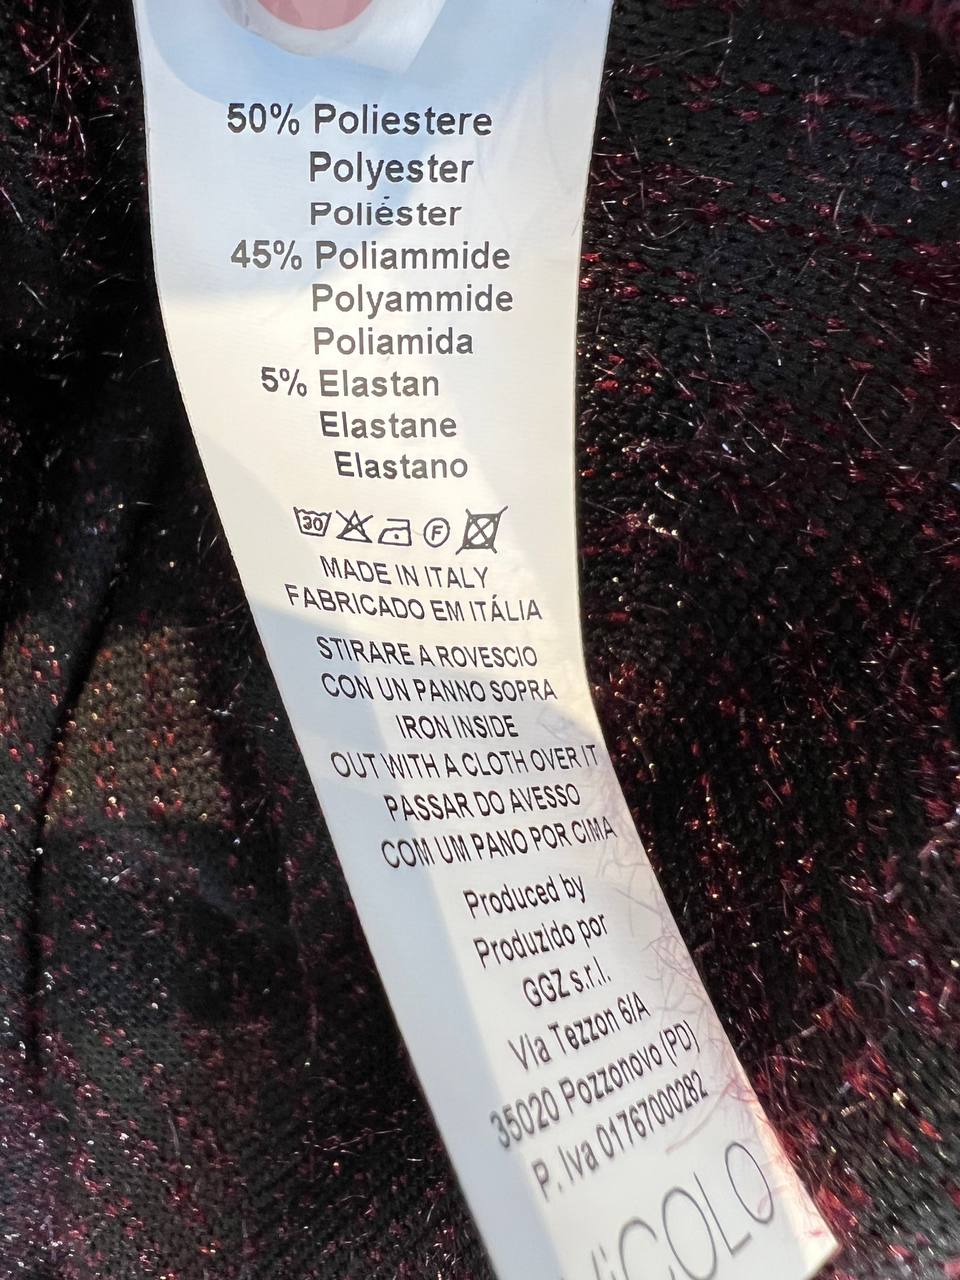 50% Poliestere
Polyester
Poliéster
45% Poliammide
Polyammide
Poliamida
5% Elastan
Elastane
Elastano
30 F
MADE IN ITALY
FABRICADO EM ITÁLIA
STIRARE A ROVESCIO
CON UN PANNO SOPRA
IRON INSIDE
OUT WITH A CLOTH OVER IT
PASSAR DO AVESSO
COM UM PANO POR CIMA
Produced by
Produzido por
GGZ s.r.l.
Via Tezzon 6/A
35020 Pozzonovo (PD)
P. Iva 01767000282
ViCOLO